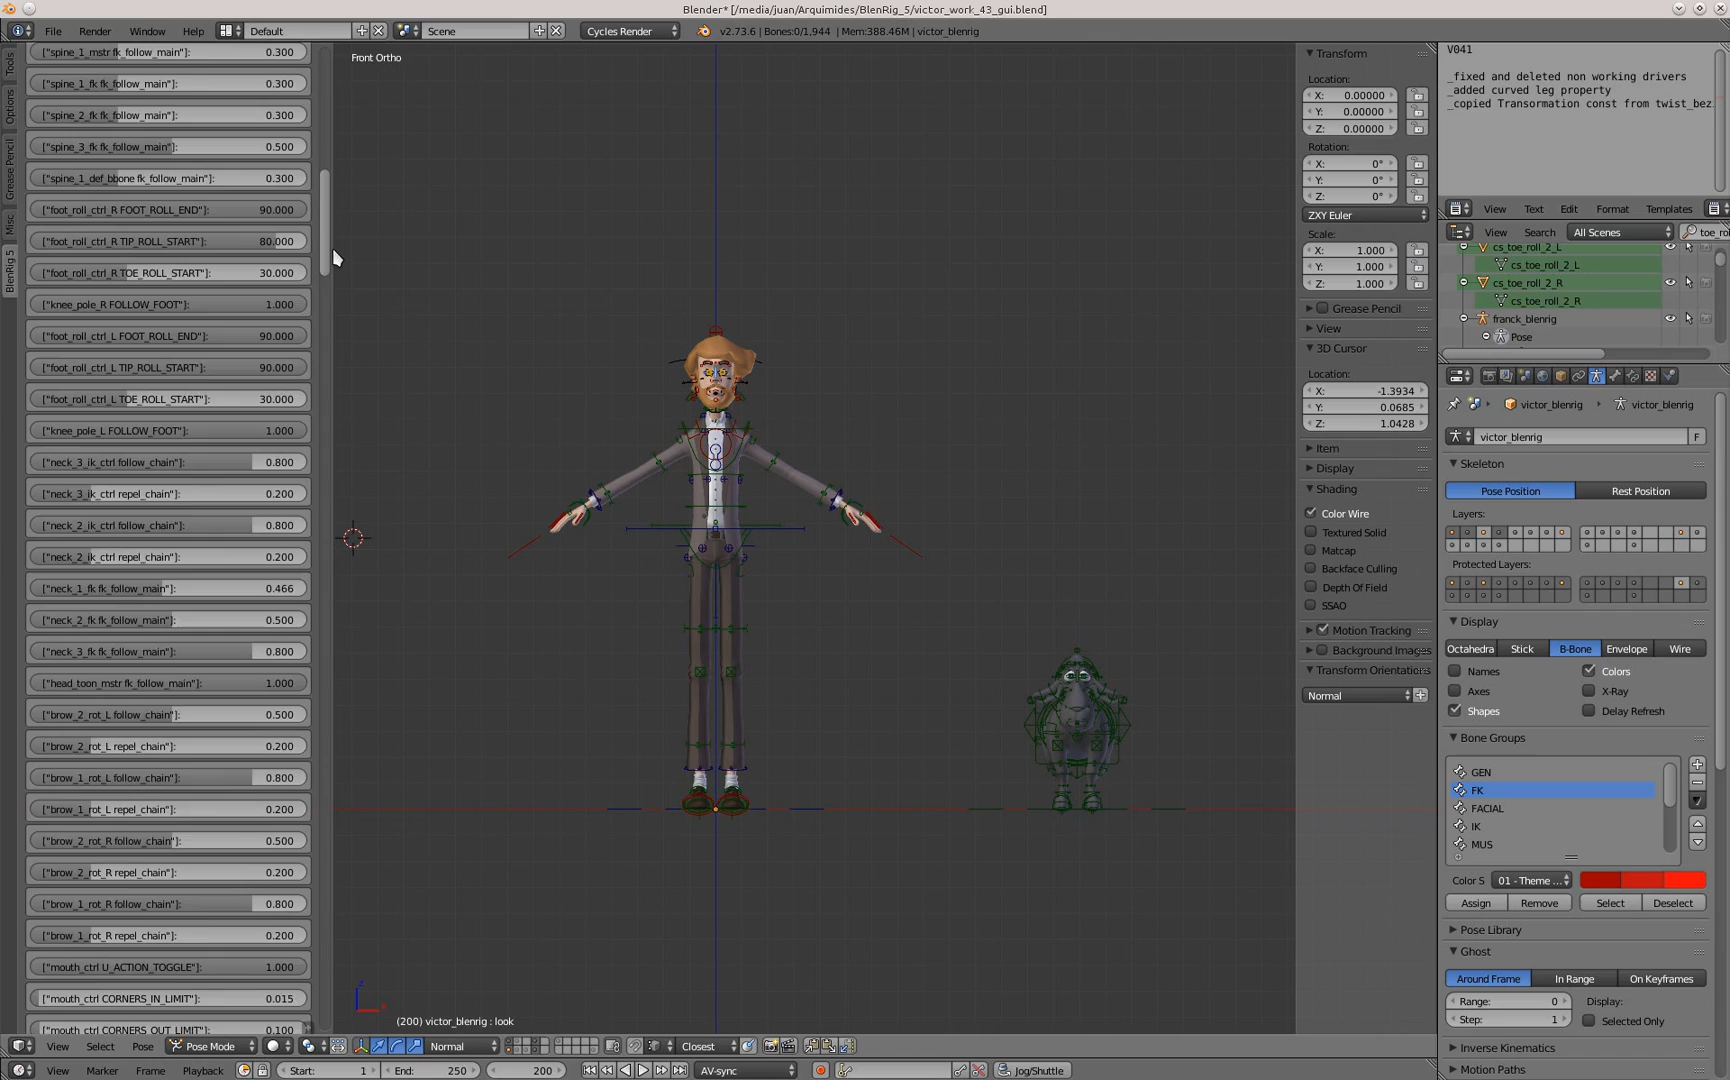 Blender* [/media/juan/Arquimides/BlenRig_5/victor_work_43_gui.blend]
File Render Window Help Default Scene Cycles Render v2.73.6 | Bones:0/1,944 | Mem:388.46M | victor_blenrig
Tools
Options
Grease Pencil
Misc
BlenRig 5
["spine_1_mstr fk_follow_main"]: 0.300
["spine_1_fk fk_follow_main"]: 0.300
["spine_2_fk fk_follow_main"]: 0.300
["spine_3_fk fk_follow_main"]: 0.500
["spine_1_def_bbone fk_follow_main"]: 0.300
["foot_roll_ctrl_R FOOT_ROLL_END"]: 90.000
["foot_roll_ctrl_R TIP_ROLL_START"]: 80.000
["foot_roll_ctrl_R TOE_ROLL_START"]: 30.000
["knee_pole_R FOLLOW_FOOT"]: 1.000
["foot_roll_ctrl_L FOOT_ROLL_END"]: 90.000
["foot_roll_ctrl_L TIP_ROLL_START"]: 90.000
["foot_roll_ctrl_L TOE_ROLL_START"]: 30.000
["knee_pole_L FOLLOW_FOOT"]: 1.000
["neck_3_ik_ctrl follow_chain"]: 0.800
["neck_3_ik_ctrl repel_chain"]: 0.200
["neck_2_ik_ctrl follow_chain"]: 0.800
["neck_2_ik_ctrl repel_chain"]: 0.200
["neck_1_fk fk_follow_main"]: 0.466
["neck_2_fk fk_follow_main"]: 0.500
["neck_3_fk fk_follow_main"]: 0.800
["head_toon_mstr fk_follow_main"]: 1.000
["brow_2_rot_L follow_chain"]: 0.500
["brow_2_rot_L repel_chain"]: 0.200
["brow_1_rot_L follow_chain"]: 0.800
["brow_1_rot_L repel_chain"]: 0.200
["brow_2_rot_R follow_chain"]: 0.500
["brow_2_rot_R repel_chain"]: 0.200
["brow_1_rot_R follow_chain"]: 0.800
["brow_1_rot_R repel_chain"]: 0.200
["mouth_ctrl U_ACTION_TOGGLE"]: 1.000
["mouth_ctrl CORNERS_IN_LIMIT"]: 0.015
["mouth_ctrl CORNERS_OUT_LIMIT"]: 0.100
Front Ortho
(200) victor_blenrig : look
Transform
Location:
X: 0.00000
Y: 0.00000
Z: 0.00000
Rotation:
X: 0°
Y: 0°
Z: 0°
ZXY Euler
Scale:
X: 1.000
Y: 1.000
Z: 1.000
Grease Pencil
View
3D Cursor
Location:
X: -1.3934
Y: 0.0685
Z: 1.0428
Item
Display
Shading
Color Wire
Textured Solid
Matcap
Backface Culling
Depth Of Field
SSAO
Motion Tracking
Background Images
Transform Orientations
Normal
V041
_fixed and deleted non working drivers
_added curved leg property
_copied Transormation const from twist_bez
View Text Edit Format Templates
View Search All Scenes toe_ro
cs_toe_roll_2_L
cs_toe_roll_2_L
cs_toe_roll_2_R
cs_toe_roll_2_R
franck_blenrig
Pose
victor_blenrig victor_blenrig
victor_blenrig F
Skeleton
Pose Position Rest Position
Layers:
Protected Layers:
Display
Octahedra Stick B-Bone Envelope Wire
Names Colors
Axes X-Ray
Shapes Delay Refresh
Bone Groups
GEN
FK
FACIAL
IK
MUS
Color S 01 - Theme ...
Assign Remove Select Deselect
Pose Library
Ghost
Around Frame In Range On Keyframes
Range: 0 Display:
Step: 1 Selected Only
Inverse Kinematics
Motion Paths
View Select Pose Pose Mode Normal Closest
View Marker Frame Playback Start: 1 End: 250 200 AV-sync Jog/Shuttle